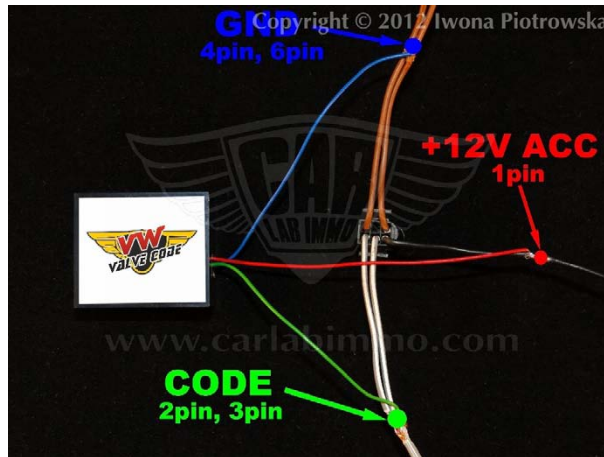 Copyright © 2012 Iwona Piotrowska
GND
4pin, 6pin
+12V ACC
1pin
CAR
LAB IMMO
VW
VALVE CODE
www.carlabimmo.com
CODE
2pin, 3pin